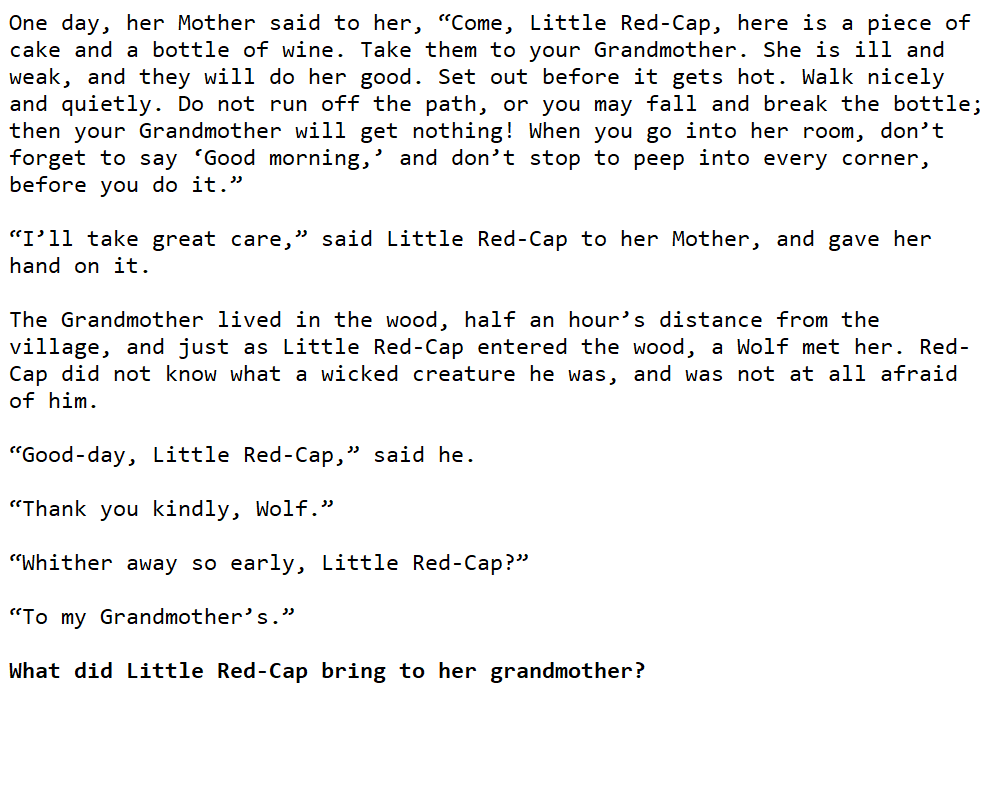 One day, her Mother said to her, “Come, Little Red-Cap, here is a piece of
cake and a bottle of wine. Take them to your Grandmother. She is ill and
weak, and they will do her good. Set out before it gets hot. Walk nicely
and quietly. Do not run off the path, or you may fall and break the bottle;
then your Grandmother will get nothing! When you go into her room, don’t
forget to say ‘Good morning,’ and don’t stop to peep into every corner,
before you do it.”
“I’ll take great care,” said Little Red-Cap to her Mother, and gave her
hand on it.
The Grandmother lived in the wood, half an hour’s distance from the
village, and just as Little Red-Cap entered the wood, a Wolf met her. Red-
Cap did not know what a wicked creature he was, and was not at all afraid
of him.
“Good-day, Little Red-Cap,” said he.
“Thank you kindly, Wolf.”
“Whither away so early, Little Red-Cap?”
“To my Grandmother’s.”
What did Little Red-Cap bring to her grandmother?